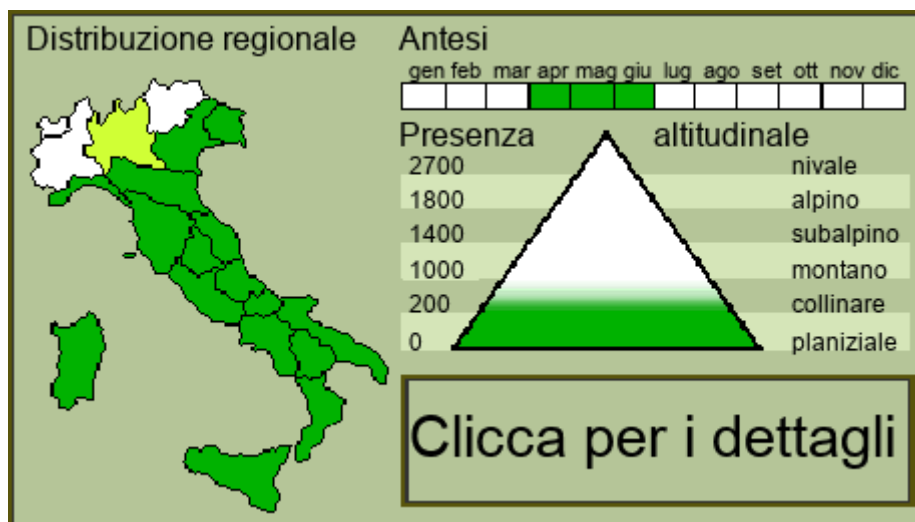 Distribuzione regionale
Antesi
gen feb mar apr mag giu lug ago set ott nov dic
Presenza altitudinale
2700 nivale
1800 alpino
1400 subalpino
1000 montano
200 collinare
0 planiziale
Clicca per i dettagli